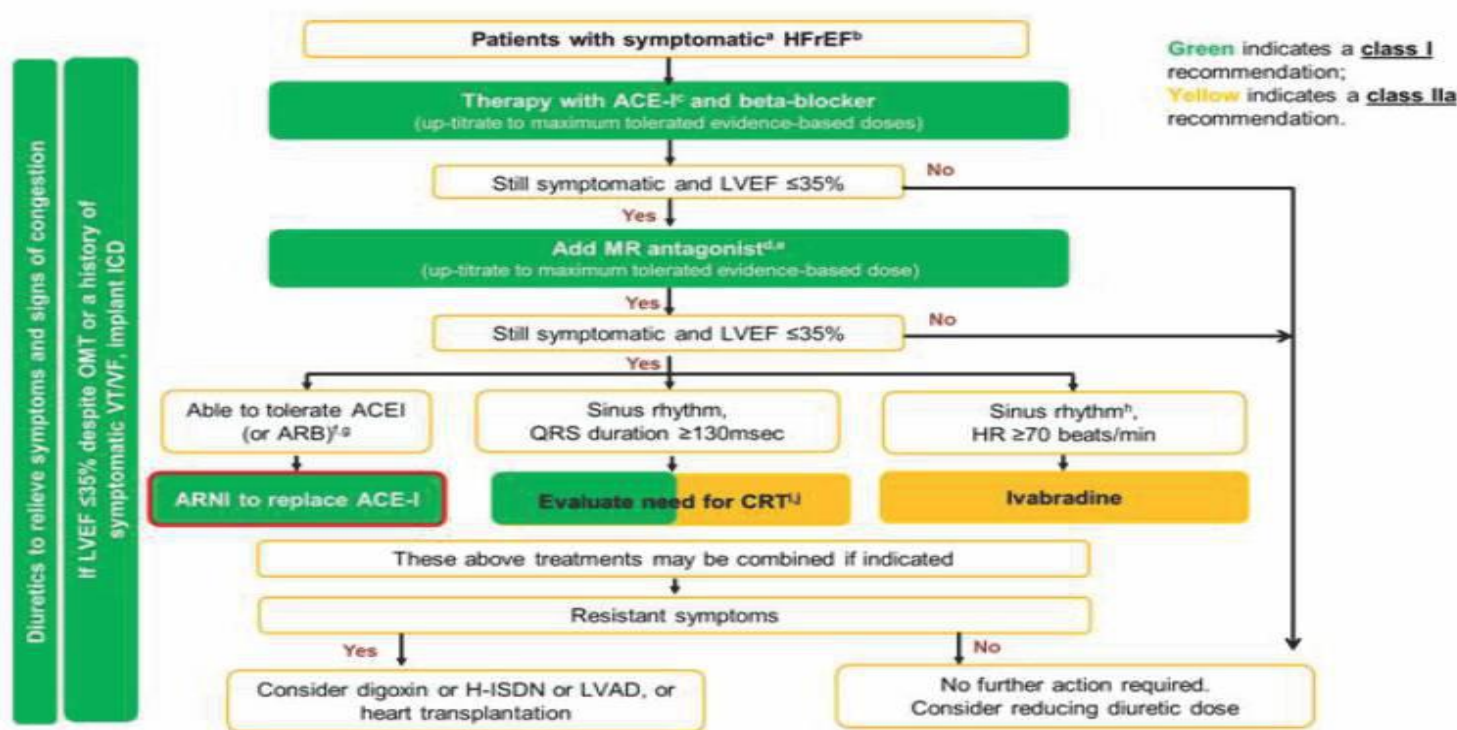 Patients with symptomaticᵃ HFrEFᵇ
Green indicates a class I
recommendation;
Yellow indicates a class IIa
recommendation.
Diuretics to relieve symptoms and signs of congestion
If LVEF ≤35% despite OMT or a history of
symptomatic VT/VF, implant ICD
Therapy with ACE-Iᶜ and beta-blocker
(up-titrate to maximum tolerated evidence-based doses)
Still symptomatic and LVEF ≤35%
No
Yes
Add MR antagonistᵈ,ᵉ
(up-titrate to maximum tolerated evidence-based dose)
Yes
Still symptomatic and LVEF ≤35%
No
Yes
Able to tolerate ACEI
(or ARB)ᶠ,ᵍ
Sinus rhythm,
QRS duration ≥130msec
Sinus rhythmʰ,
HR ≥70 beats/min
ARNI to replace ACE-I
Evaluate need for CRTⁱ,ʲ
Ivabradine
These above treatments may be combined if indicated
Resistant symptoms
Yes
No
Consider digoxin or H-ISDN or LVAD, or
heart transplantation
No further action required.
Consider reducing diuretic dose